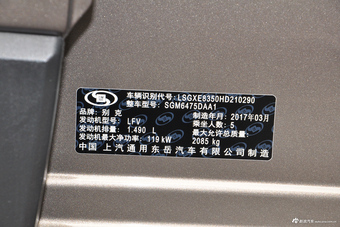 车辆识别代号: LSGXE8350HD210290
整车型号: SGM6475DAA1
品牌: 别克 制造年月: 2017年03月
发动机型号: LFV 乘坐人数: 5
发动机排量: 1.490 L 最大允许总质量:
发动机功率: 119 kW 2085 kg
中国 上汽通用东岳汽车有限公司制造